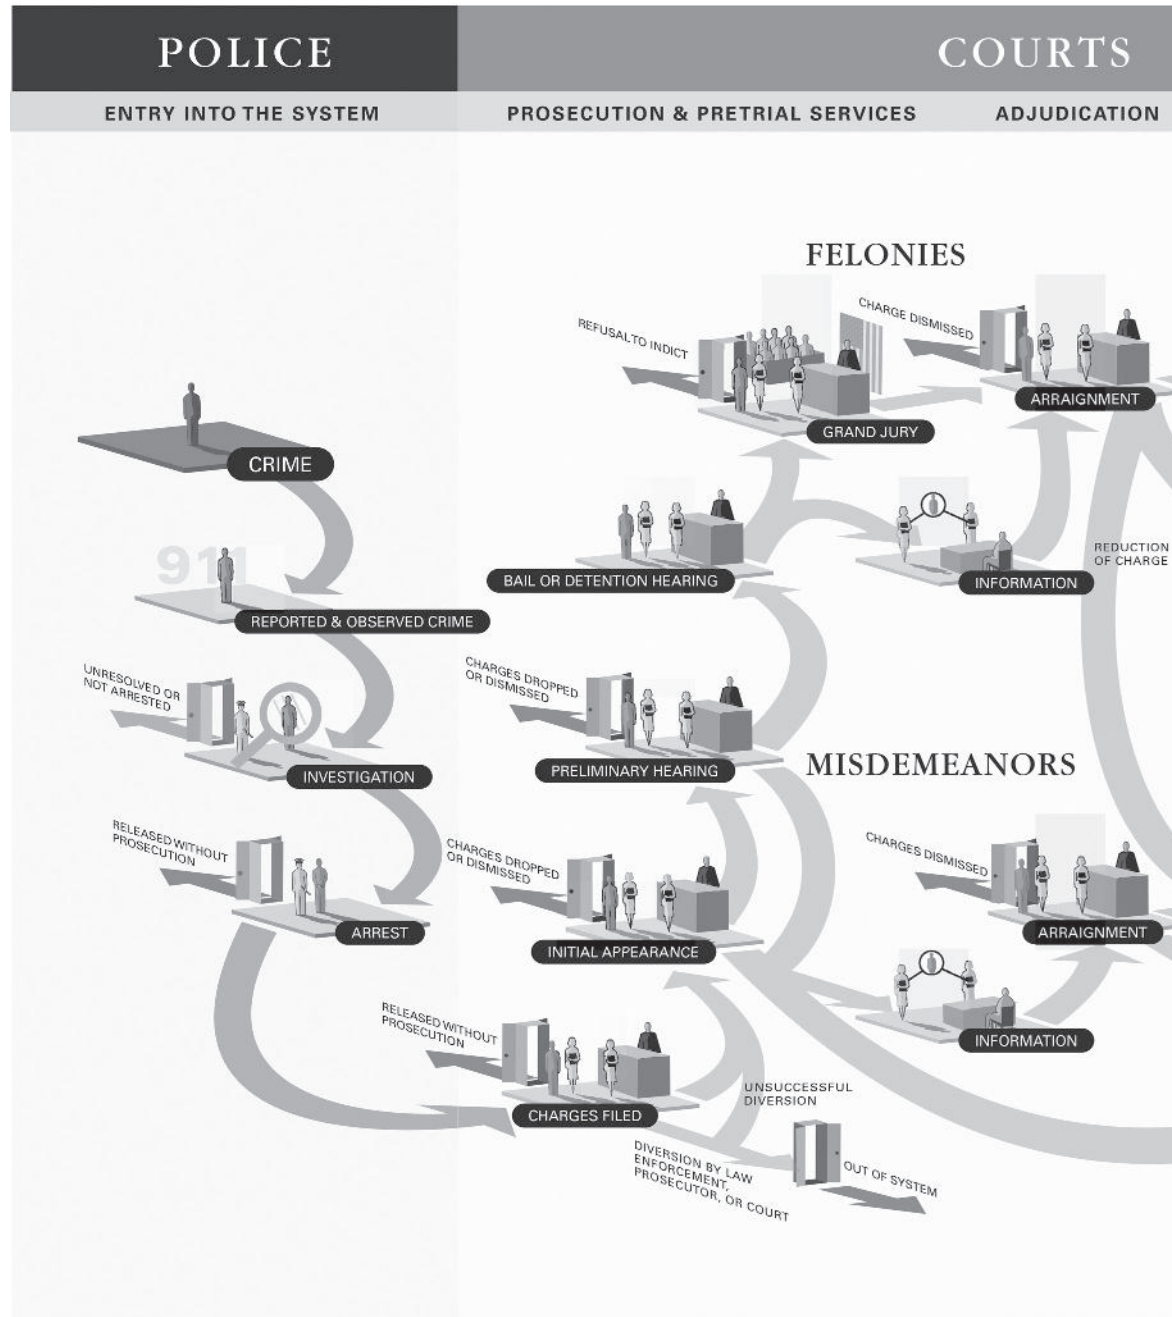 POLICE
COURTS
ENTRY INTO THE SYSTEM
PROSECUTION & PRETRIAL SERVICES
ADJUDICATION
FELONIES
REFUSAL TO INDICT
CHARGE DISMISSED
ARRAIGNMENT
GRAND JURY
CRIME
911
REPORTED & OBSERVED CRIME
BAIL OR DETENTION HEARING
INFORMATION
REDUCTION
OF CHARGE
UNRESOLVED OR
NOT ARRESTED
INVESTIGATION
CHARGES DROPPED
OR DISMISSED
PRELIMINARY HEARING
MISDEMEANORS
RELEASED WITHOUT
PROSECUTION
ARREST
CHARGES DROPPED
OR DISMISSED
INITIAL APPEARANCE
CHARGES DISMISSED
ARRAIGNMENT
INFORMATION
RELEASED WITHOUT
PROSECUTION
CHARGES FILED
UNSUCCESSFUL
DIVERSION
DIVERSION BY LAW
ENFORCEMENT,
PROSECUTOR, OR COURT
OUT OF SYSTEM